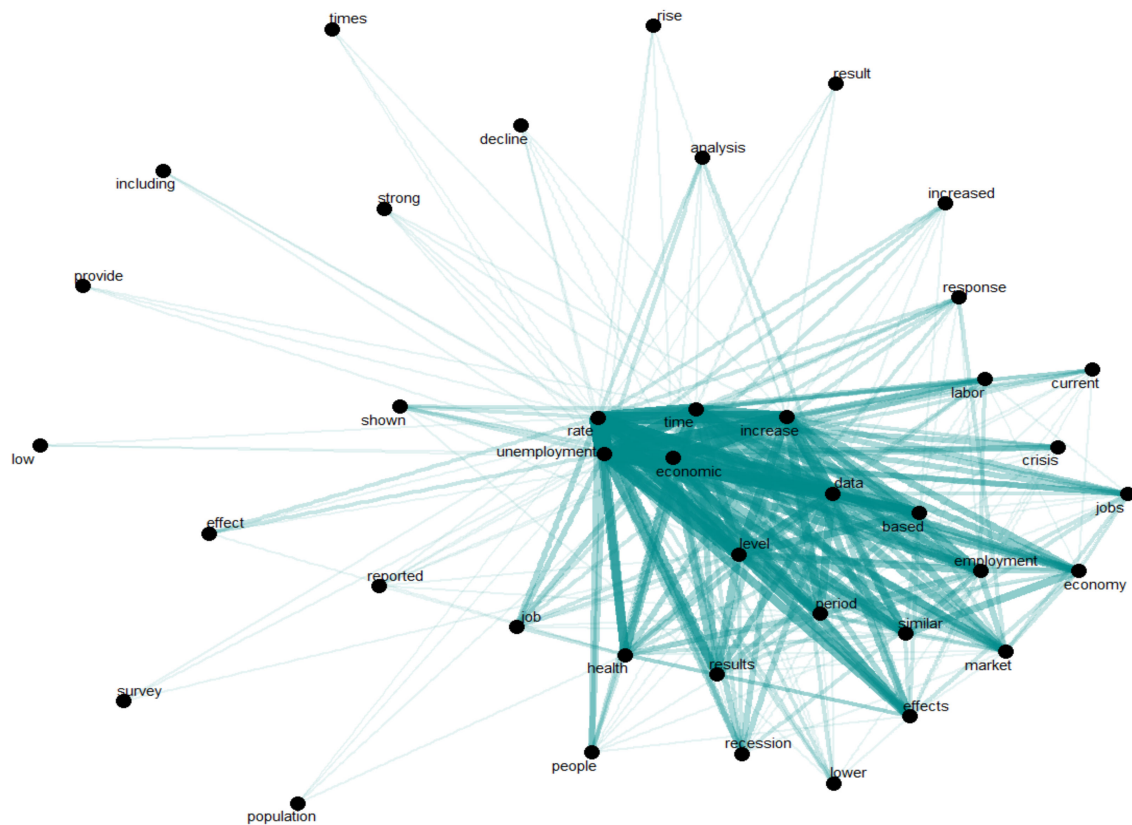 times
rise
result
decline
analysis
including
strong
increased
provide
response
labor
current
shown
rate
time
increase
low
unemployment
economic
crisis
data
jobs
effect
based
level
reported
employment
economy
job
period
similar
health
results
market
survey
effects
people
recession
lower
population